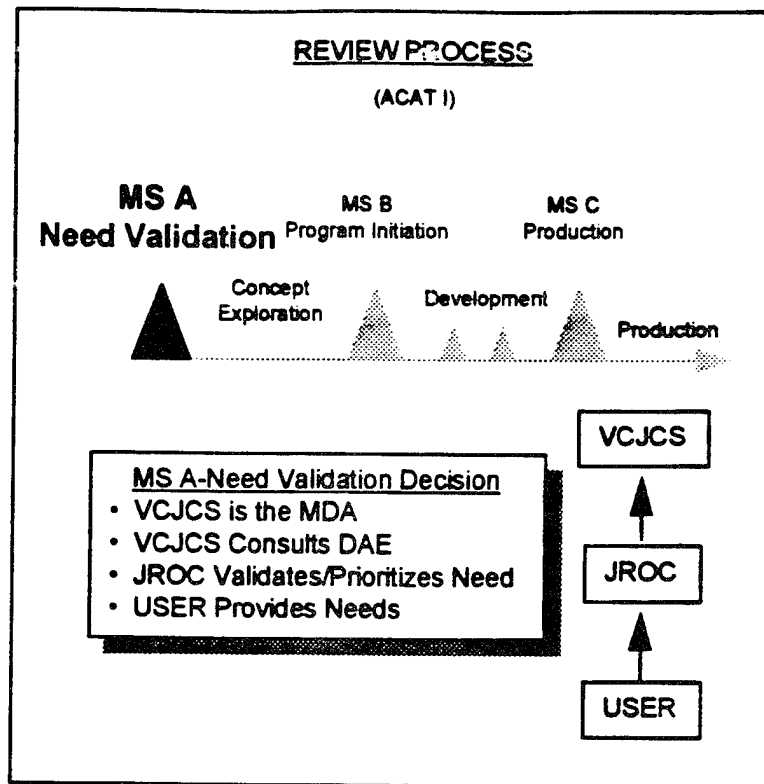 REVIEW PROCESS
(ACAT I)
MS A
Need Validation
MS B
Program Initiation
MS C
Production
Concept
Exploration
Development
Production
MS A-Need Validation Decision
• VCJCS is the MDA
• VCJCS Consults DAE
• JROC Validates/Prioritizes Need
• USER Provides Needs
VCJCS
JROC
USER